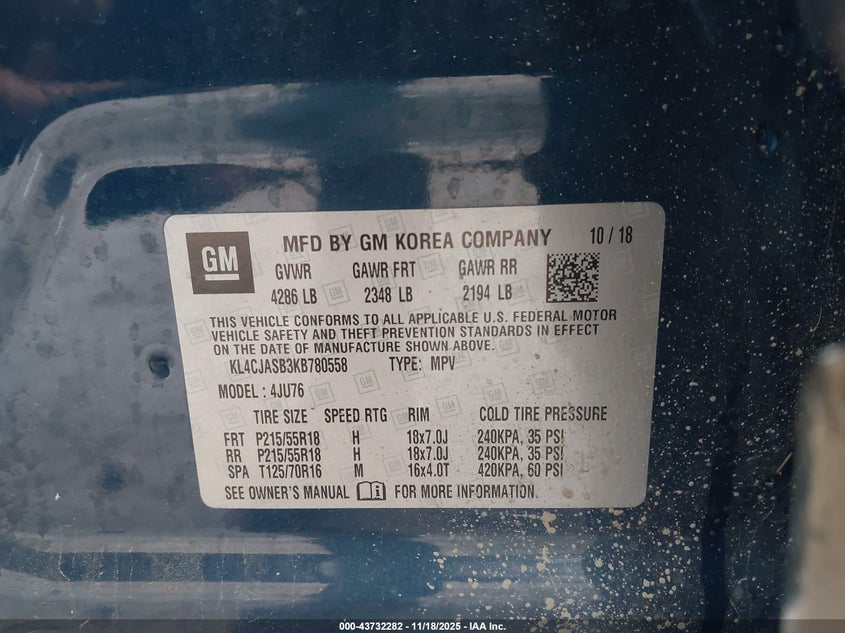 GM MFD BY GM KOREA COMPANY 10 / 18
GVWR GAWR FRT GAWR RR
4286 LB 2348 LB 2194 LB
THIS VEHICLE CONFORMS TO ALL APPLICABLE U.S. FEDERAL MOTOR
VEHICLE SAFETY AND THEFT PREVENTION STANDARDS IN EFFECT
ON THE DATE OF MANUFACTURE SHOWN ABOVE.
KL4CJASB3KB780558 TYPE: MPV
MODEL : 4JU76
TIRE SIZE SPEED RTG RIM COLD TIRE PRESSURE
FRT P215/55R18 H 18x7.0J 240KPA, 35 PSI
RR P215/55R18 H 18x7.0J 240KPA, 35 PSI
SPA T125/70R16 M 16x4.0T 420KPA, 60 PSI
SEE OWNER'S MANUAL FOR MORE INFORMATION.
000-43732282 - 11/18/2025 - IAA Inc.